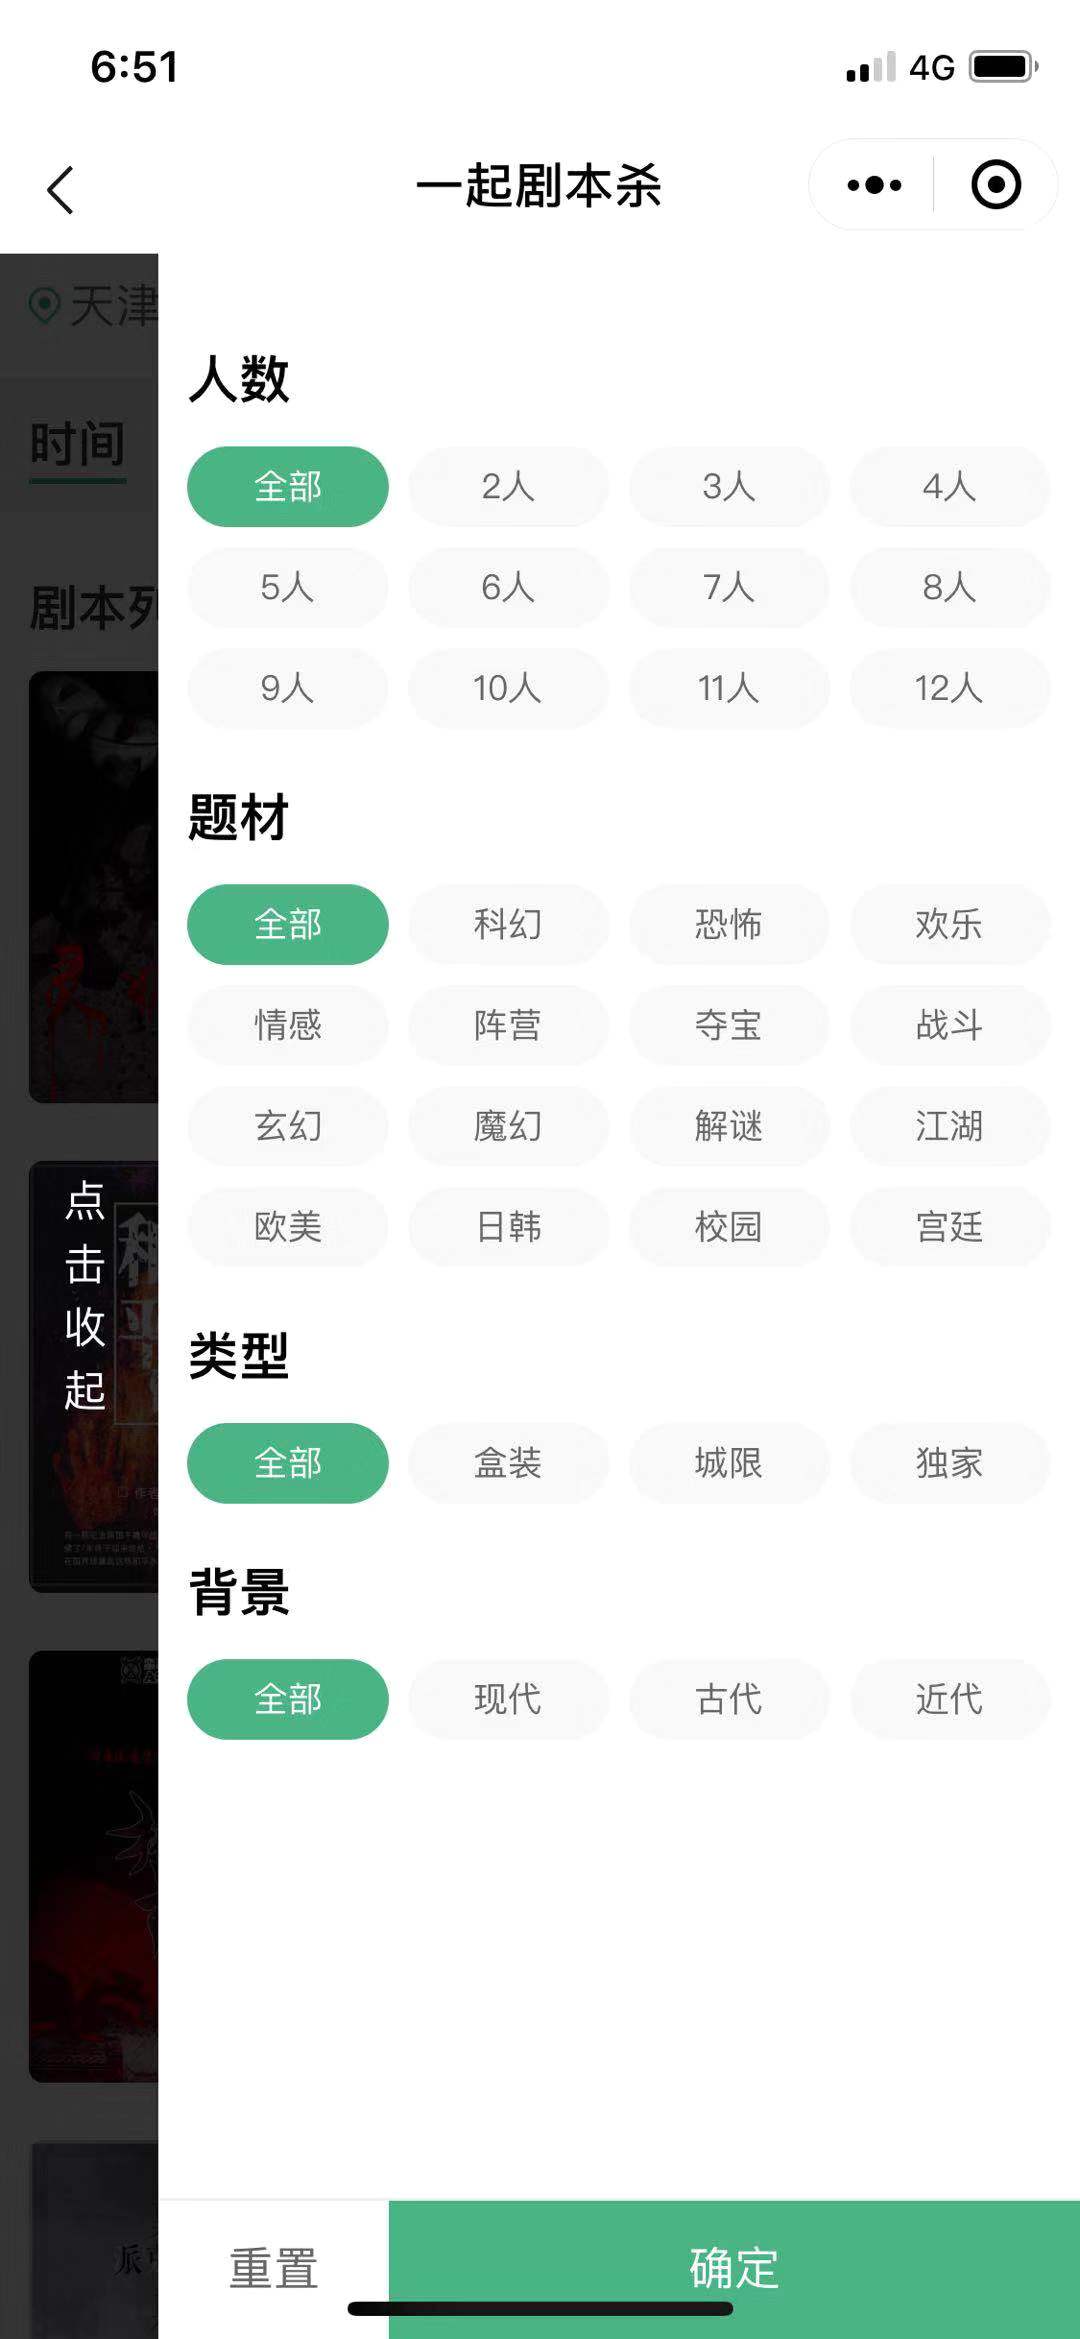 6:51
4G
一起剧本杀
天津
时间
剧本
人数
全部 2人 3人 4人
5人 6人 7人 8人
9人 10人 11人 12人
题材
全部 科幻 恐怖 欢乐
情感 阵营 夺宝 战斗
玄幻 魔幻 解谜 江湖
欧美 日韩 校园 宫廷
点击收起
类型
全部 盒装 城限 独家
背景
全部 现代 古代 近代
重置 确定